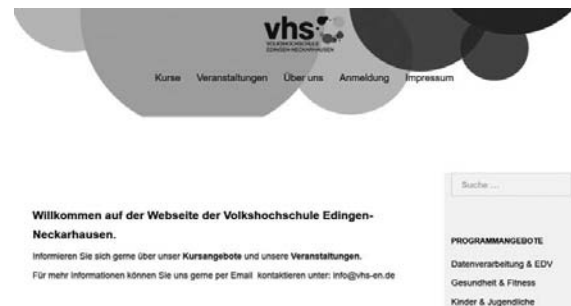 vhs
VOLKSHOCHSCHULE
EDINGEN-NECKARHAUSEN
Kurse Veranstaltungen Über uns Anmeldung Impressum
Suche ...
Willkommen auf der Webseite der Volkshochschule Edingen-
Neckarhausen.
Informieren Sie sich gerne über unser Kursangebote und unsere Veranstaltungen.
Für mehr Informationen können Sie uns gerne per Email kontaktieren unter: info@vhs-en.de
PROGRAMMANGEBOTE
Datenverarbeitung & EDV
Gesundheit & Fitness
Kinder & Jugendliche